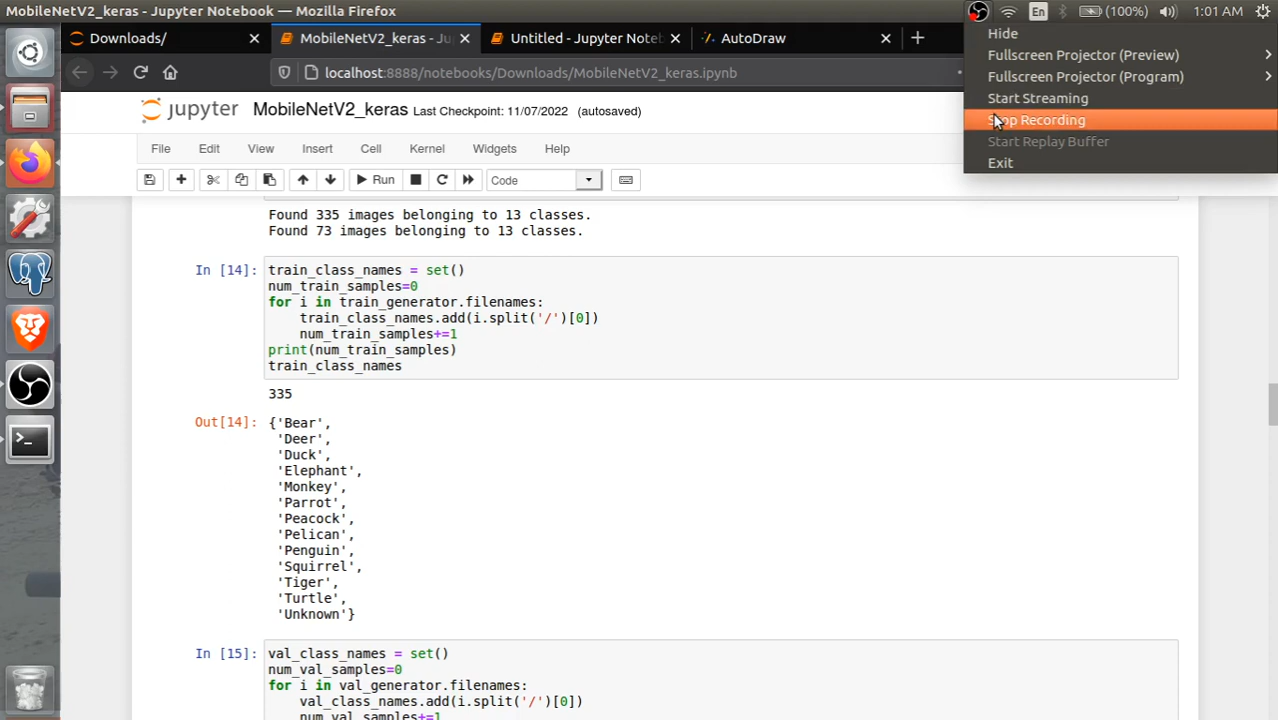 MobileNetV2_keras - Jupyter Notebook — Mozilla Firefox
En (100%) 1:01 AM
Hide
Fullscreen Projector (Preview)
Fullscreen Projector (Program)
Start Streaming
Stop Recording
Start Replay Buffer
Exit
Downloads/
MobileNetV2_keras - Ju
Untitled - Jupyter Noteb
AutoDraw
localhost:8888/notebooks/Downloads/MobileNetV2_keras.ipynb
jupyter MobileNetV2_keras Last Checkpoint: 11/07/2022 (autosaved)
File Edit View Insert Cell Kernel Widgets Help
Run Code
Found 335 images belonging to 13 classes.
Found 73 images belonging to 13 classes.
In [14]: train_class_names = set()
num_train_samples=0
for i in train_generator.filenames:
train_class_names.add(i.split('/')[0])
num_train_samples+=1
print(num_train_samples)
train_class_names
335
Out[14]: {'Bear',
'Deer',
'Duck',
'Elephant',
'Monkey',
'Parrot',
'Peacock',
'Pelican',
'Penguin',
'Squirrel',
'Tiger',
'Turtle',
'Unknown'}
In [15]: val_class_names = set()
num_val_samples=0
for i in val_generator.filenames:
val_class_names.add(i.split('/')[0])
num_val_samples+=1